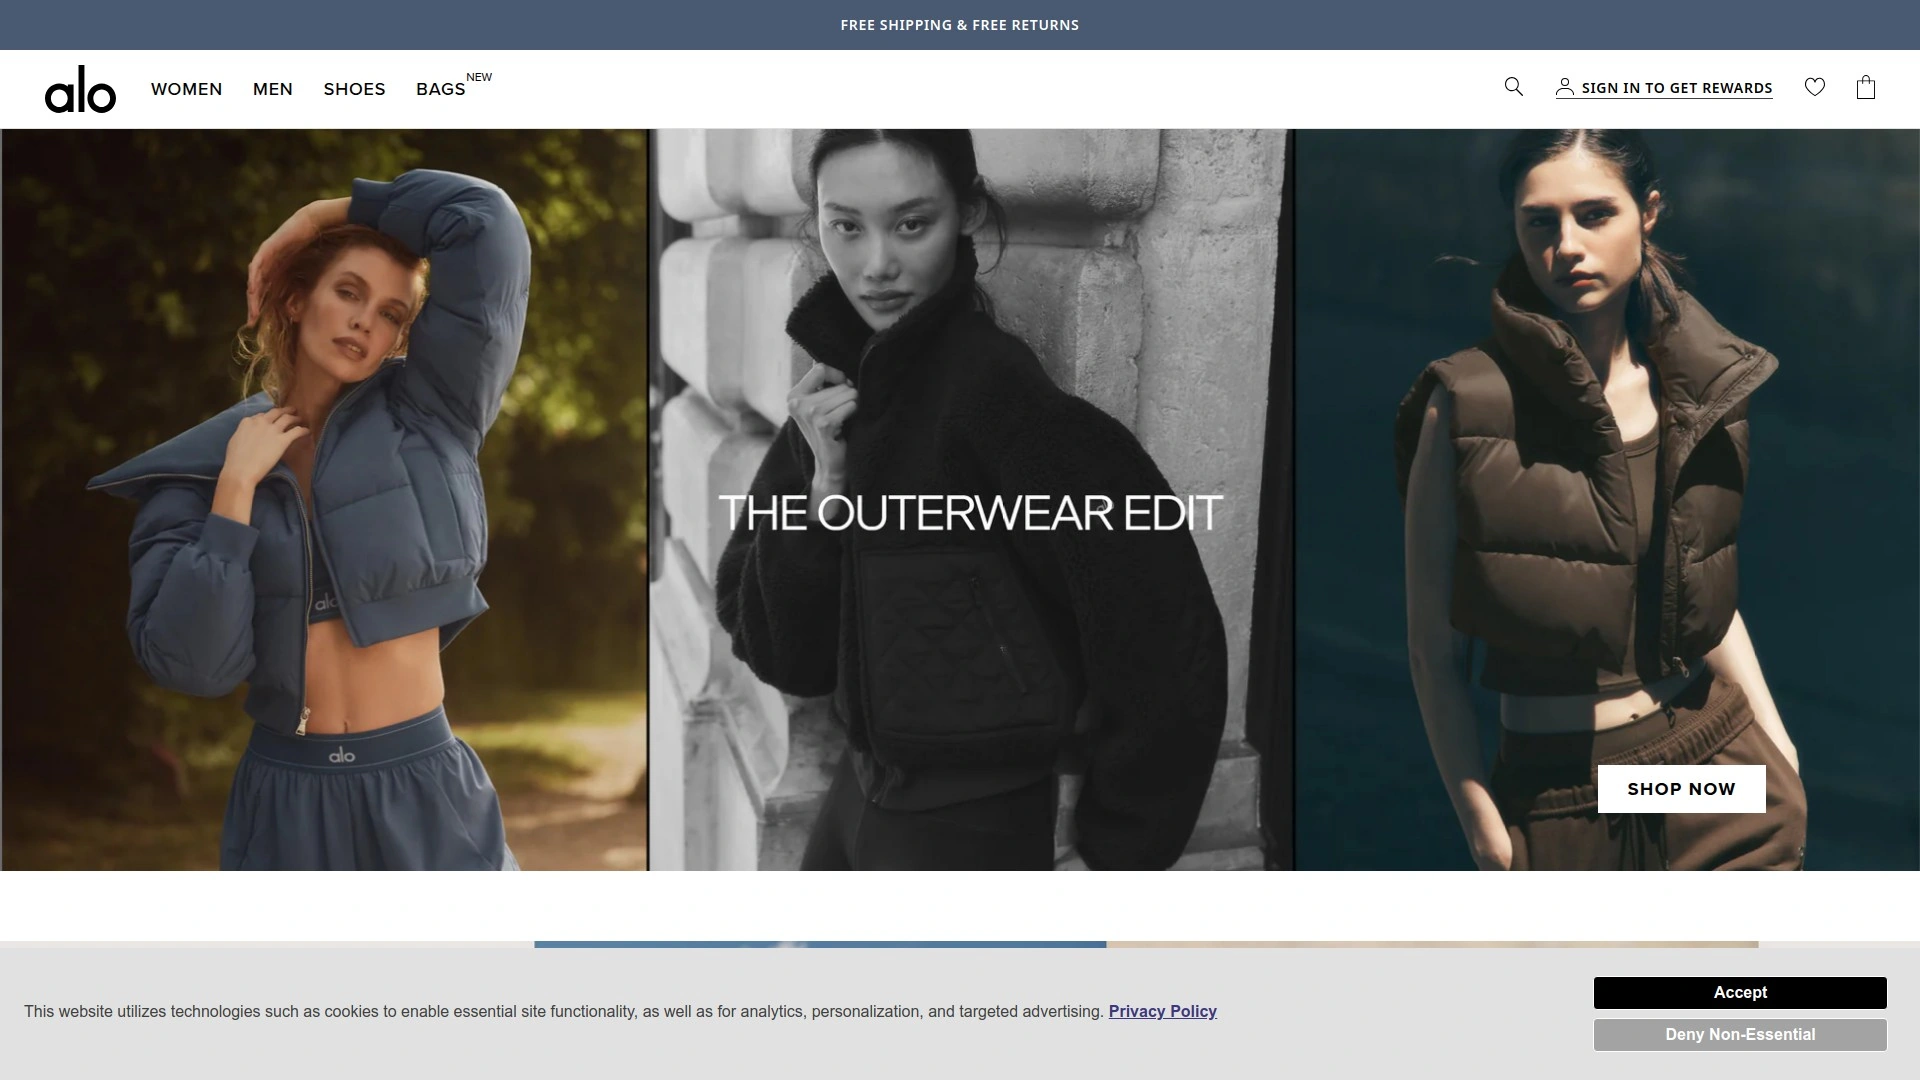 FREE SHIPPING & FREE RETURNS
alo
WOMEN
MEN
SHOES
BAGS
NEW
SIGN IN TO GET REWARDS
THE OUTERWEAR EDIT
alo
alo
SHOP NOW
This website utilizes technologies such as cookies to enable essential site functionality, as well as for analytics, personalization, and targeted advertising. Privacy Policy
Accept
Deny Non-Essential